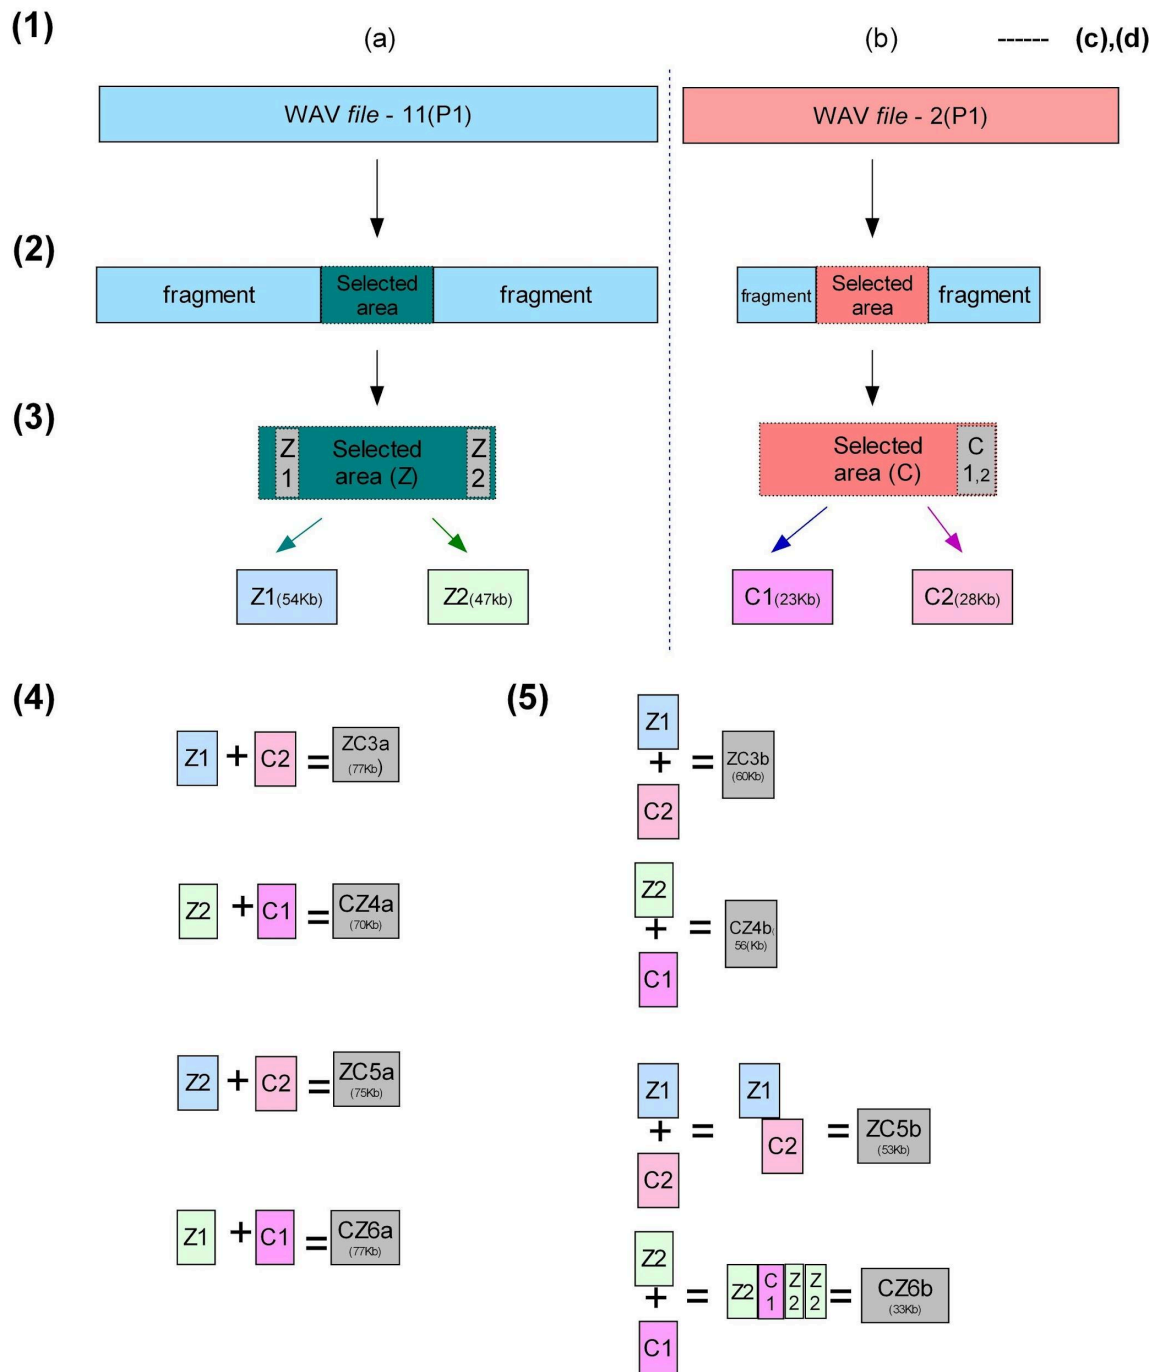 (1)
(a)
(b)
------ (c),(d)
WAV file - 11(P1)
WAV file - 2(P1)
(2)
fragment
Selected
area
fragment
fragment
Selected
area
fragment
(3)
Z
1
Selected
area (Z)
Z
2
Selected
area (C)
C
1,2
Z1(54Kb)
Z2(47kb)
C1(23Kb)
C2(28Kb)
(4)
Z1 + C2 = ZC3a
(77Kb)
Z2 + C1 = CZ4a
(70Kb)
Z2 + C2 = ZC5a
(75Kb)
Z1 + C1 = CZ6a
(77Kb)
(5)
Z1
+
C2
= ZC3b
(60Kb)
Z2
+
C1
= CZ4b(
56(Kb)
Z1
+
C2
=
Z1
C2
= ZC5b
(53Kb)
Z2
+
C1
=
Z2
C
1
Z
2
Z
2
= CZ6b
(33Kb)